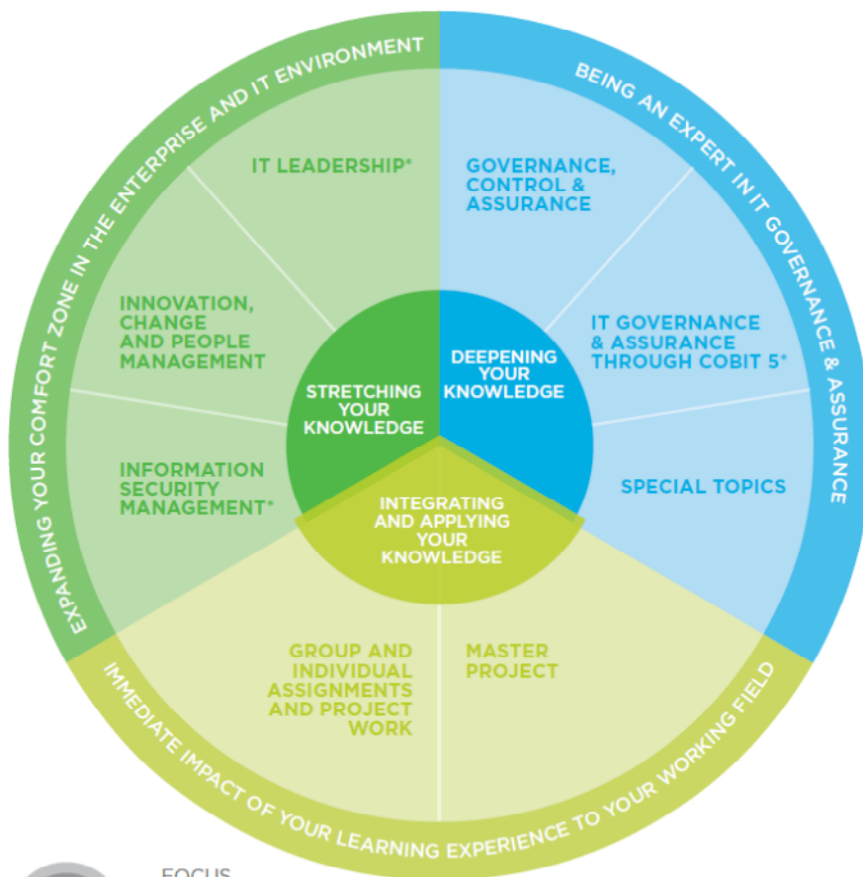 EXPANDING YOUR COMFORT ZONE IN THE ENTERPRISE AND IT ENVIRONMENT
BEING AN EXPERT IN IT GOVERNANCE & ASSURANCE
IT LEADERSHIP*
GOVERNANCE,
CONTROL &
ASSURANCE
INNOVATION,
CHANGE
AND PEOPLE
MANAGEMENT
IT GOVERNANCE
& ASSURANCE
THROUGH COBIT 5*
STRETCHING
YOUR
KNOWLEDGE
DEEPENING
YOUR
KNOWLEDGE
INFORMATION
SECURITY
MANAGEMENT*
SPECIAL TOPICS
INTEGRATING
AND APPLYING
YOUR
KNOWLEDGE
GROUP AND
INDIVIDUAL
ASSIGNMENTS
AND PROJECT
WORK
MASTER
PROJECT
IMMEDIATE IMPACT OF YOUR LEARNING EXPERIENCE TO YOUR WORKING FIELD
FOCUS